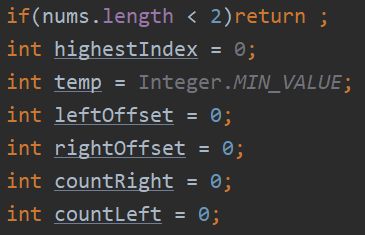 if(nums.length < 2)return ;
int highestIndex = 0;
int temp = Integer.MIN_VALUE;
int leftOffset = 0;
int rightOffset = 0;
int countRight = 0;
int countLeft = 0;